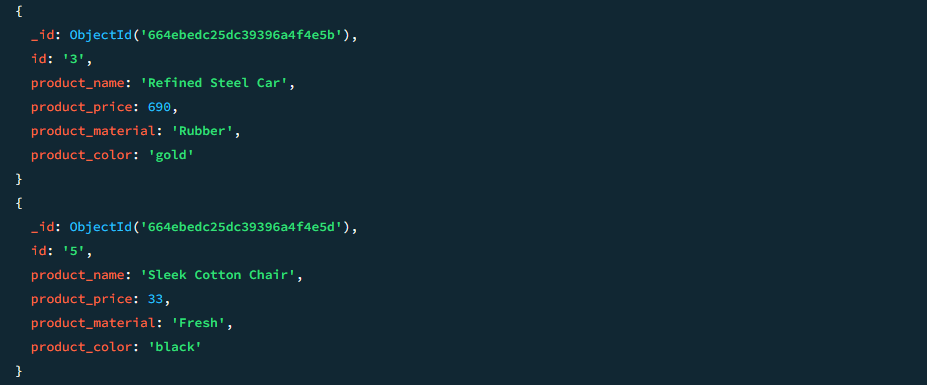 {
_id: ObjectId('664ebedc25dc39396a4f4e5b'),
id: '3',
product_name: 'Refined Steel Car',
product_price: 690,
product_material: 'Rubber',
product_color: 'gold'
}
{
_id: ObjectId('664ebedc25dc39396a4f4e5d'),
id: '5',
product_name: 'Sleek Cotton Chair',
product_price: 33,
product_material: 'Fresh',
product_color: 'black'
}